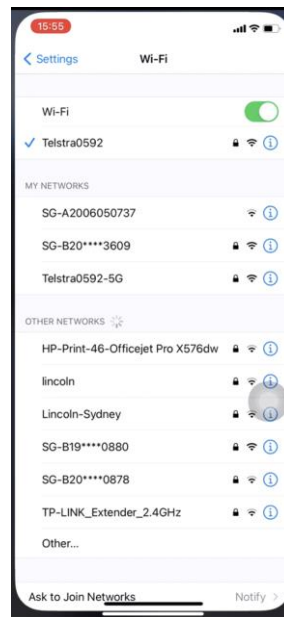 15:55
Settings
Wi-Fi
Wi-Fi
Telstra0592
MY NETWORKS
SG-A2006050737
SG-B20****3609
Telstra0592-5G
OTHER NETWORKS
HP-Print-46-Officejet Pro X576dw
lincoln
Lincoln-Sydney
SG-B19****0880
SG-B20****0878
TP-LINK_Extender_2.4GHz
Other...
Ask to Join Networks Notify